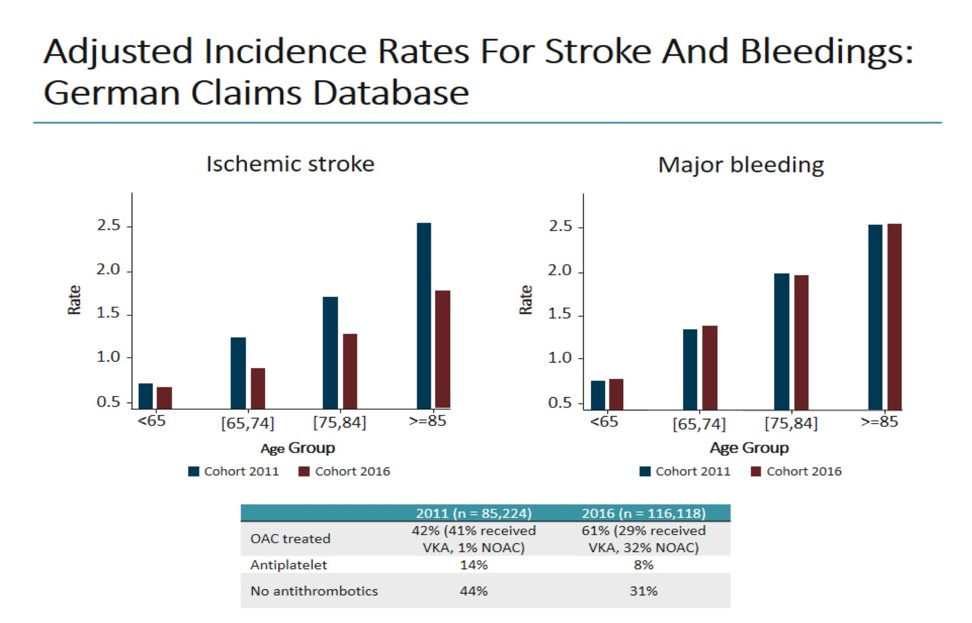 Adjusted Incidence Rates For Stroke And Bleedings:
German Claims Database
Ischemic stroke
2.5
2.0
1.5
1.0
0.5
Rate
<65
[65,74]
[75,84]
>=85
Age Group
Cohort 2011
Cohort 2016
Major bleeding
2.5
2.0
1.5
1.0
0.5
Rate
<65
[65,74]
[75,84]
>=85
Age Group
Cohort 2011
Cohort 2016
2011 (n = 85,224) 2016 (n = 116,118)
OAC treated
42% (41% received
VKA, 1% NOAC)
61% (29% received
VKA, 32% NOAC)
Antiplatelet 14% 8%
No antithrombotics 44% 31%